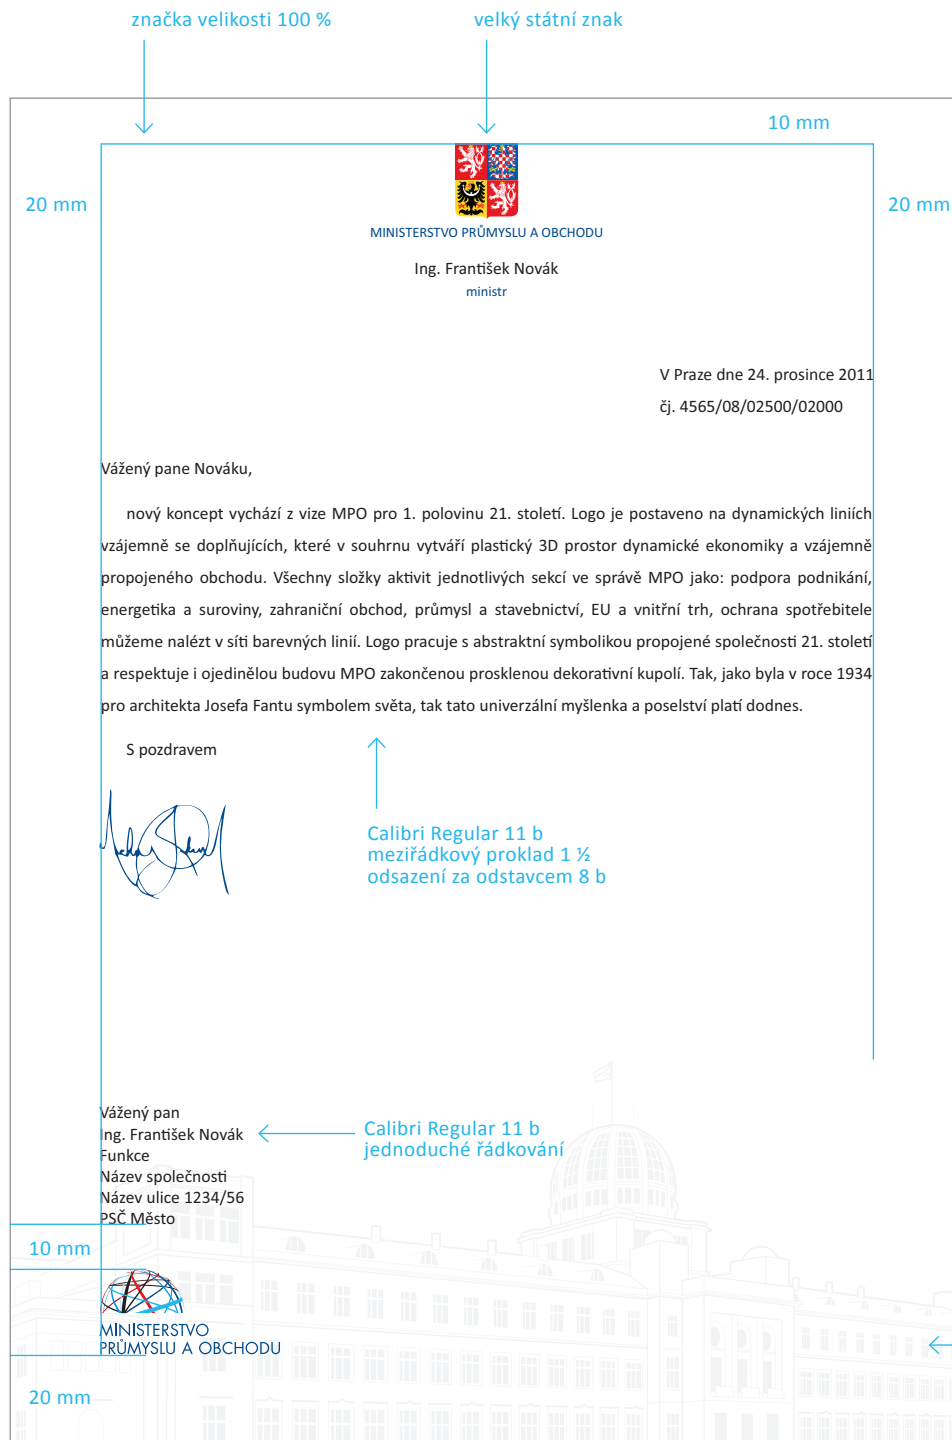 značka velikosti 100 %
velký státní znak
10 mm
20 mm
20 mm
MINISTERSTVO PRŮMYSLU A OBCHODU
Ing. František Novák
ministr
V Praze dne 24. prosince 2011
čj. 4565/08/02500/02000
Vážený pane Nováku,
nový koncept vychází z vize MPO pro 1. polovinu 21. století. Logo je postaveno na dynamických liniích
vzájemně se doplňujících, které v souhrnu vytváří plastický 3D prostor dynamické ekonomiky a vzájemně
propojeného obchodu. Všechny složky aktivit jednotlivých sekcí ve správě MPO jako: podpora podnikání,
energetika a suroviny, zahraniční obchod, průmysl a stavebnictví, EU a vnitřní trh, ochrana spotřebitele
můžeme nalézt v síti barevných linií. Logo pracuje s abstraktní symbolikou propojené společnosti 21. století
a respektuje i ojedinělou budovu MPO zakončenou prosklenou dekorativní kupolí. Tak, jako byla v roce 1934
pro architekta Josefa Fantu symbolem světa, tak tato univerzální myšlenka a poselství platí dodnes.
S pozdravem
Calibri Regular 11 b
meziřádkový proklad 1 ½
odsazení za odstavcem 8 b
Vážený pan
Ing. František Novák
Funkce
Název společnosti
Název ulice 1234/56
PSČ Město
Calibri Regular 11 b
jednoduché řádkování
10 mm
MINISTERSTVO
PRŮMYSLU A OBCHODU
20 mm